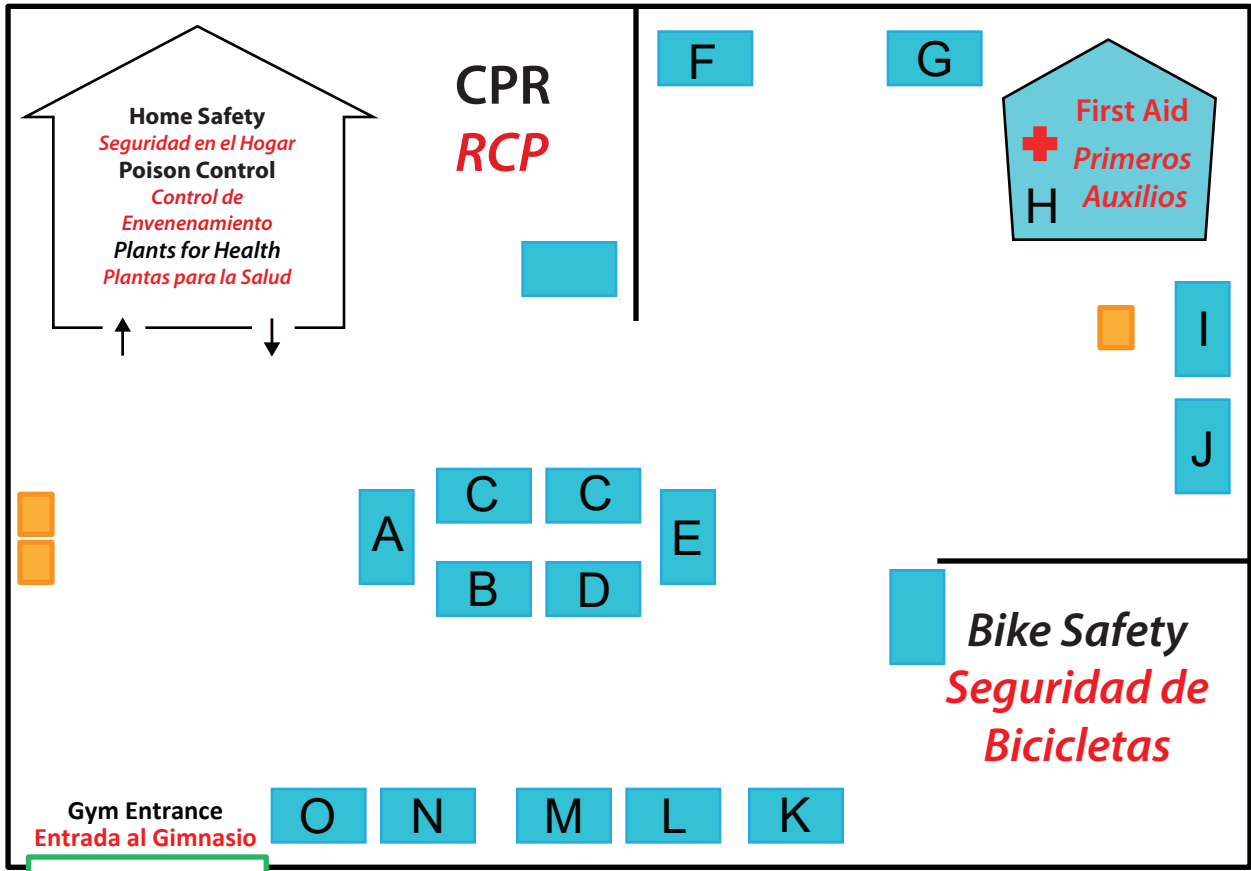 Home Safety
Seguridad en el Hogar
Poison Control
Control de
Envenenamiento
Plants for Health
Plantas para la Salud
CPR
RCP
F
G
First Aid
Primeros
Auxilios
H
I
J
A
C
C
E
B
D
Bike Safety
Seguridad de
Bicicletas
Gym Entrance
Entrada al Gimnasio
O
N
M
L
K